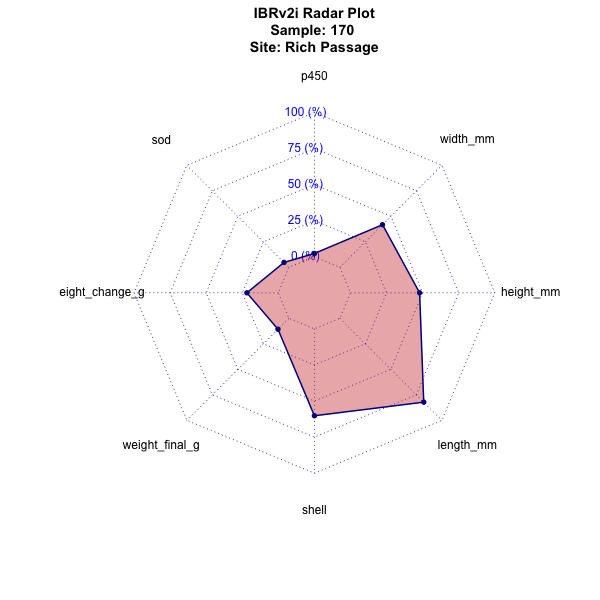 IBRv2i Radar Plot
Sample: 170
Site: Rich Passage
p450
100 (%)
sod
width_mm
75 (%)
50 (%)
25 (%)
0 (%)
eight_change_g
height_mm
weight_final_g
length_mm
shell